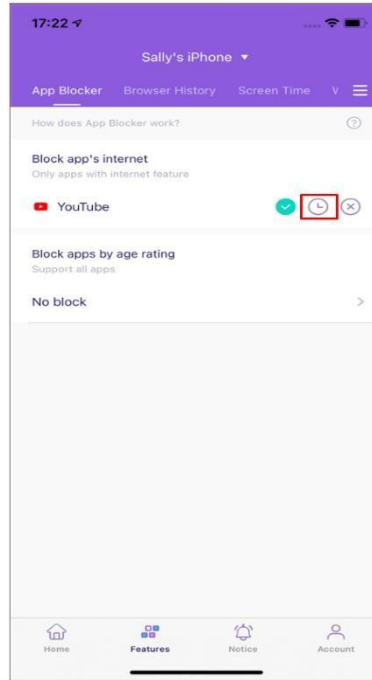 17:22
Sally's iPhone
App Blocker Browser History Screen Time V
How does App Blocker work?
Block app's internet
Only apps with internet feature
YouTube
Block apps by age rating
Support all apps
No block
Home Features Notice Account